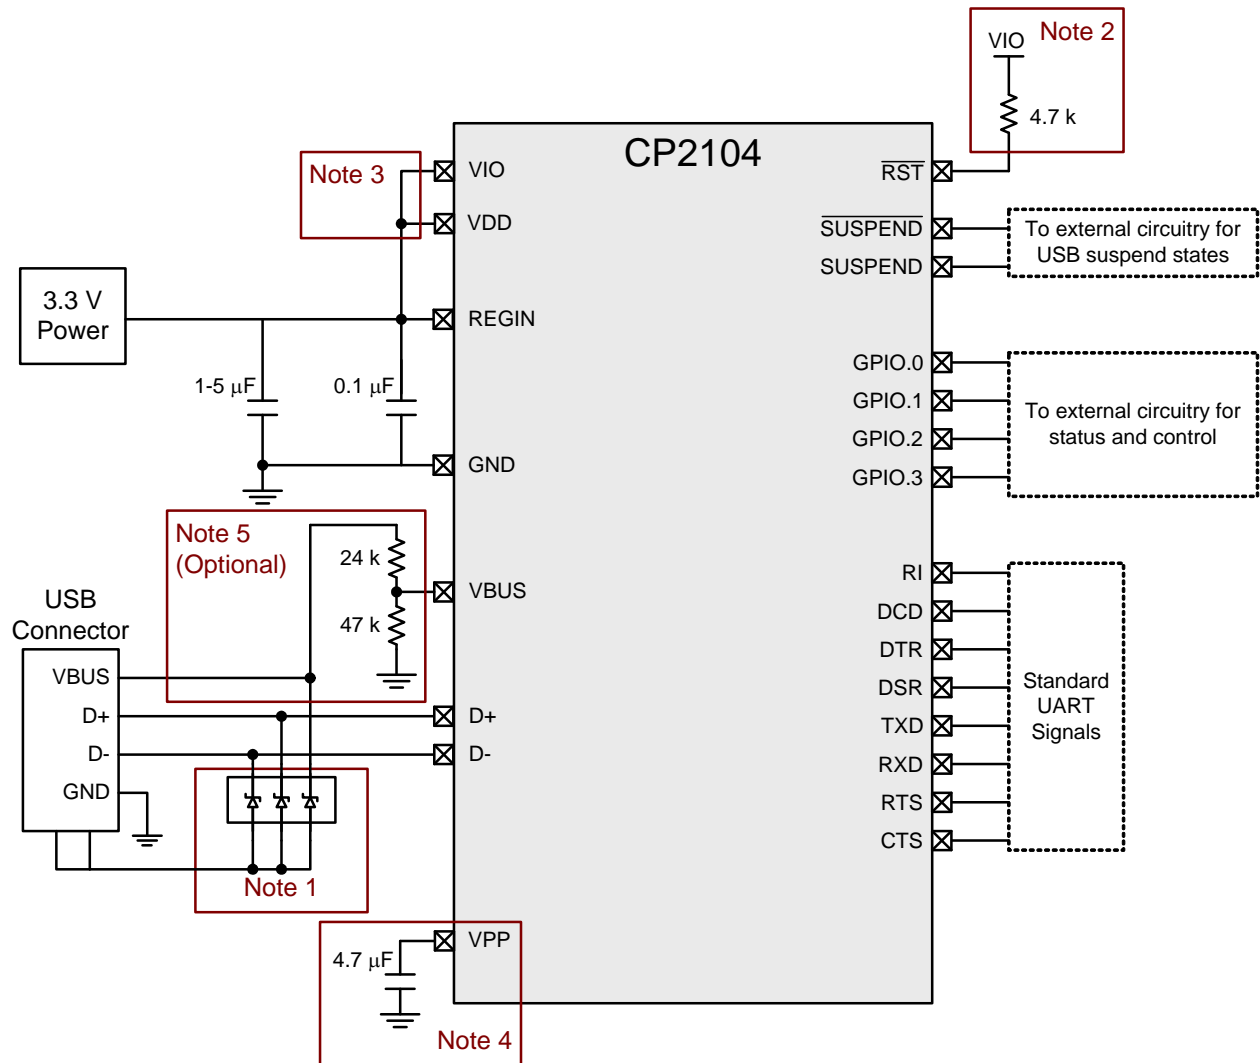 Note 2
VIO
4.7 k
CP2104
Note 3
VIO
VDD
RST
SUSPEND
SUSPEND
To external circuitry for
USB suspend states
3.3 V
Power
REGIN
1-5 μF
0.1 μF
GND
GPIO.0
GPIO.1
GPIO.2
GPIO.3
To external circuitry for
status and control
Note 5
(Optional)
24 k
47 k
VBUS
USB
Connector
VBUS
D+
D-
GND
D+
D-
Note 1
RI
DCD
DTR
DSR
TXD
RXD
RTS
CTS
Standard
UART
Signals
VPP
4.7 μF
Note 4